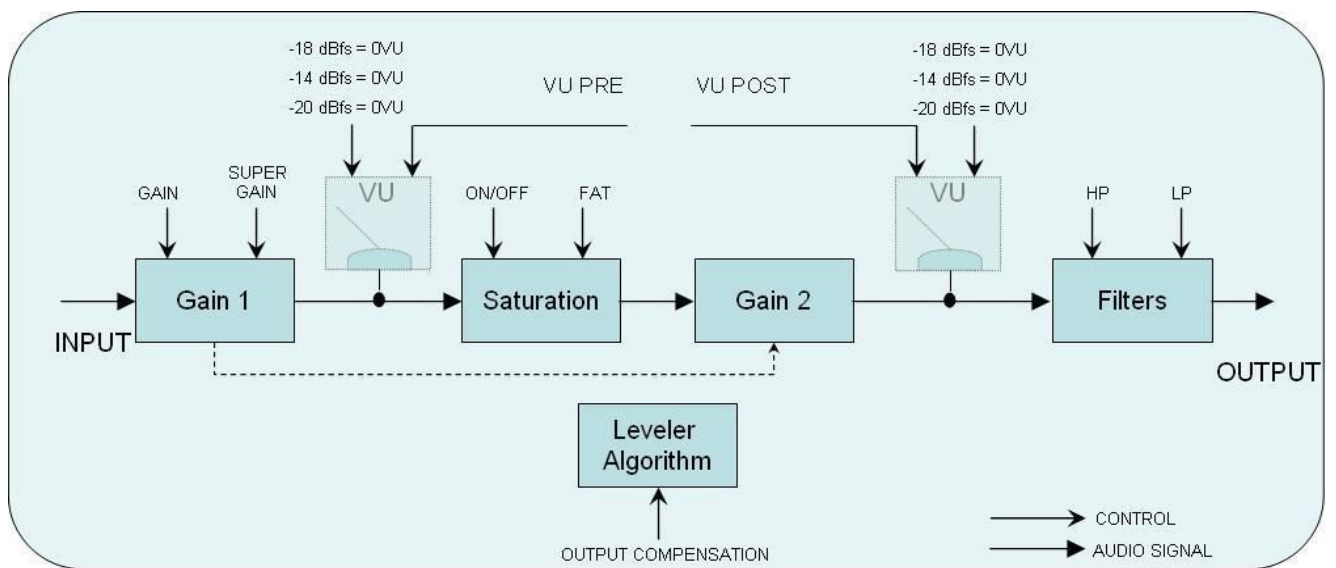 -18 dBfs = 0VU
-14 dBfs = 0VU
-20 dBfs = 0VU
VU PRE
VU POST
-18 dBfs = 0VU
-14 dBfs = 0VU
-20 dBfs = 0VU
GAIN
SUPER
GAIN
VU
ON/OFF
FAT
VU
HP
LP
INPUT
Gain 1
Saturation
Gain 2
Filters
OUTPUT
Leveler
Algorithm
OUTPUT COMPENSATION
CONTROL
AUDIO SIGNAL